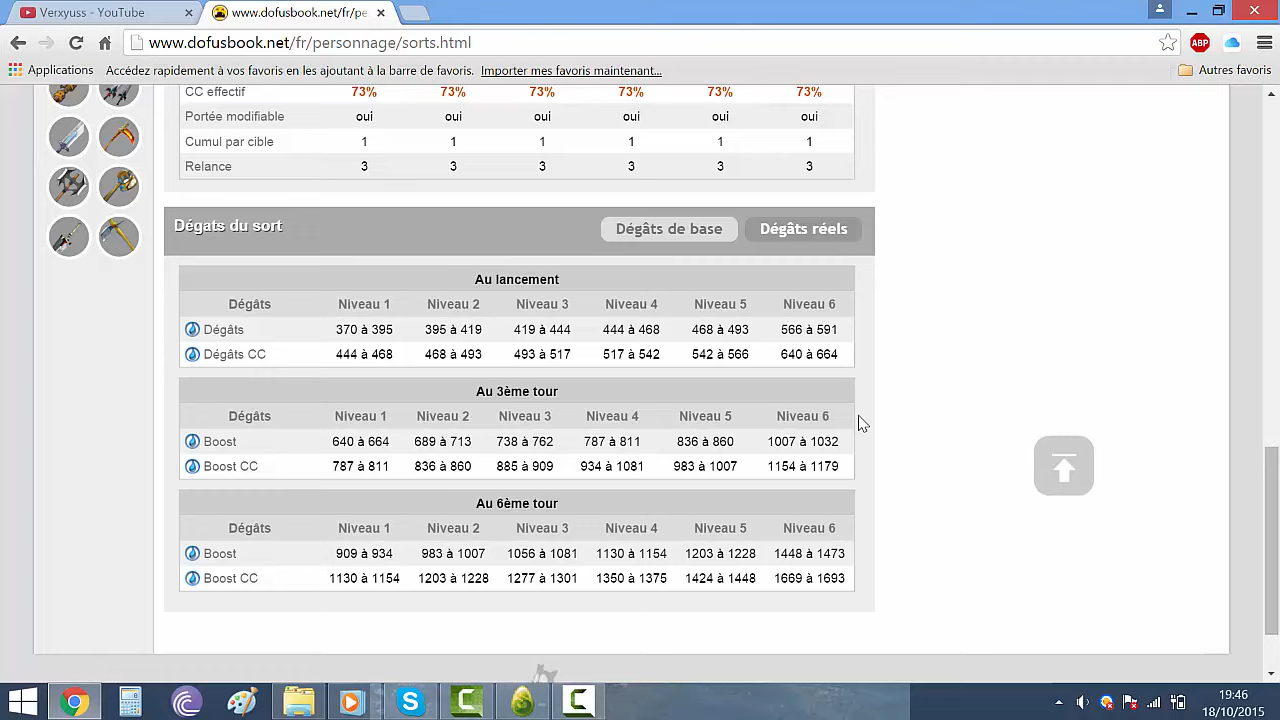 Verxyuss - YouTube
www.dofusbook.net/fr/pe
www.dofusbook.net/fr/personnage/sorts.html
ABP
Applications
Accédez rapidement à vos favoris en les ajoutant à la barre de favoris.
Importer mes favoris maintenant...
Autres favoris
CC effectif 73% 73% 73% 73% 73% 73%
Portée modifiable oui oui oui oui oui oui
Cumul par cible 1 1 1 1 1 1
Relance 3 3 3 3 3 3
Dégats du sort
Dégâts de base
Dégâts réels
Au lancement
Dégâts Niveau 1 Niveau 2 Niveau 3 Niveau 4 Niveau 5 Niveau 6
Dégâts 370 à 395 395 à 419 419 à 444 444 à 468 468 à 493 566 à 591
Dégâts CC 444 à 468 468 à 493 493 à 517 517 à 542 542 à 566 640 à 664
Au 3ème tour
Dégâts Niveau 1 Niveau 2 Niveau 3 Niveau 4 Niveau 5 Niveau 6
Boost 640 à 664 689 à 713 738 à 762 787 à 811 836 à 860 1007 à 1032
Boost CC 787 à 811 836 à 860 885 à 909 934 à 1081 983 à 1007 1154 à 1179
Au 6ème tour
Dégâts Niveau 1 Niveau 2 Niveau 3 Niveau 4 Niveau 5 Niveau 6
Boost 909 à 934 983 à 1007 1056 à 1081 1130 à 1154 1203 à 1228 1448 à 1473
Boost CC 1130 à 1154 1203 à 1228 1277 à 1301 1350 à 1375 1424 à 1448 1669 à 1693
19:46
18/10/2015